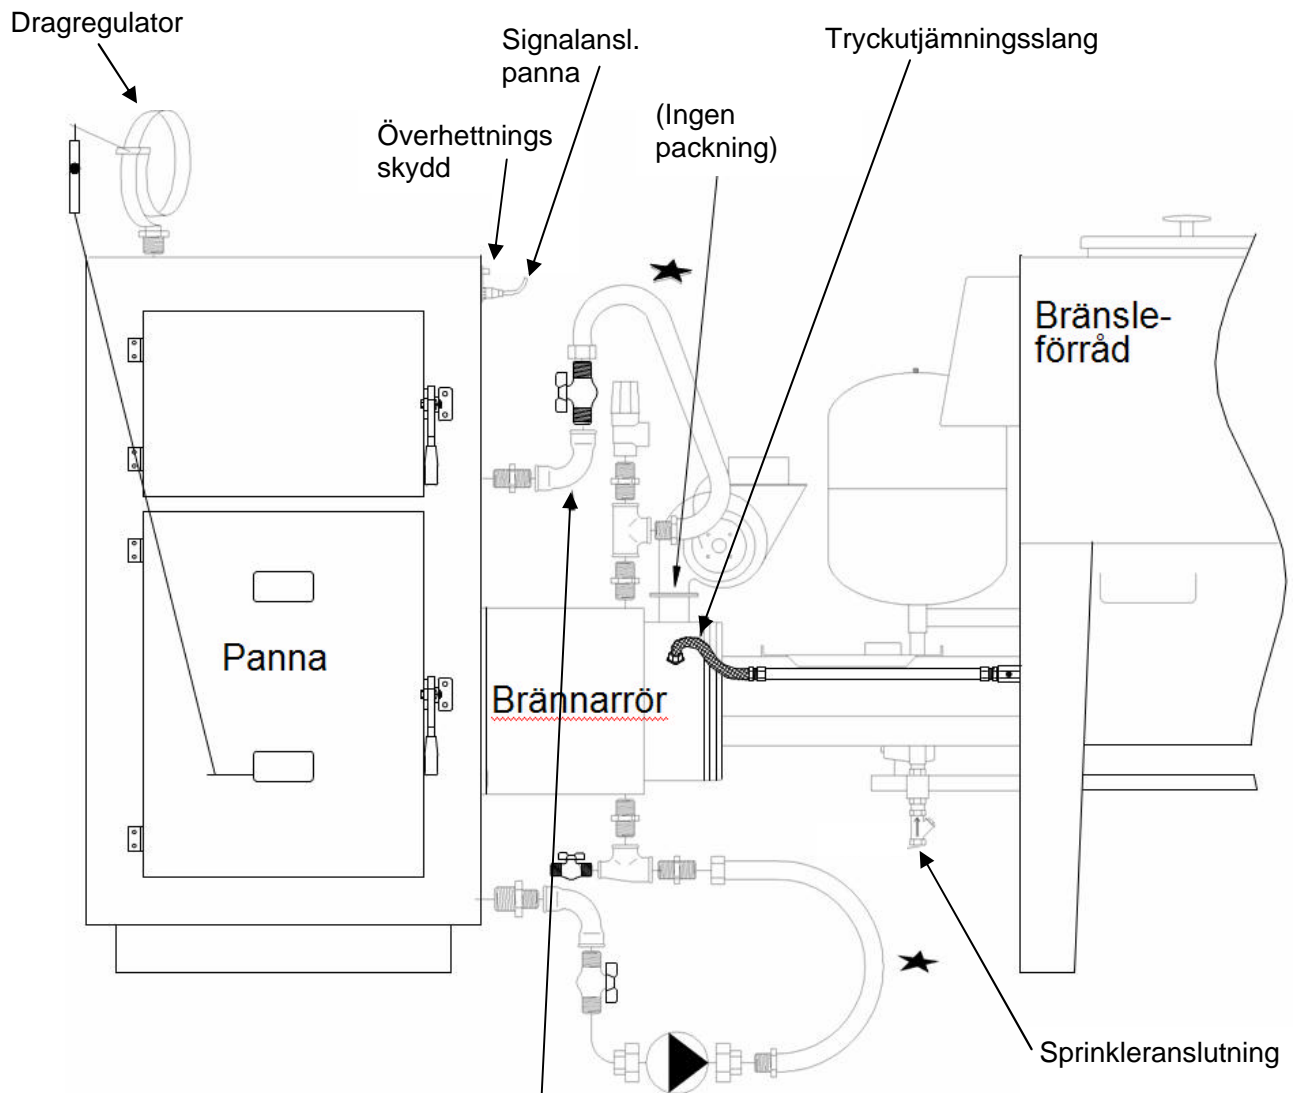 Dragregulator
Signalansl.
panna
Tryckutjämningsslang
Överhettnings
skydd
(Ingen
packning)
Bränsle-
förråd
Panna
Brännarrör
Sprinkleranslutning